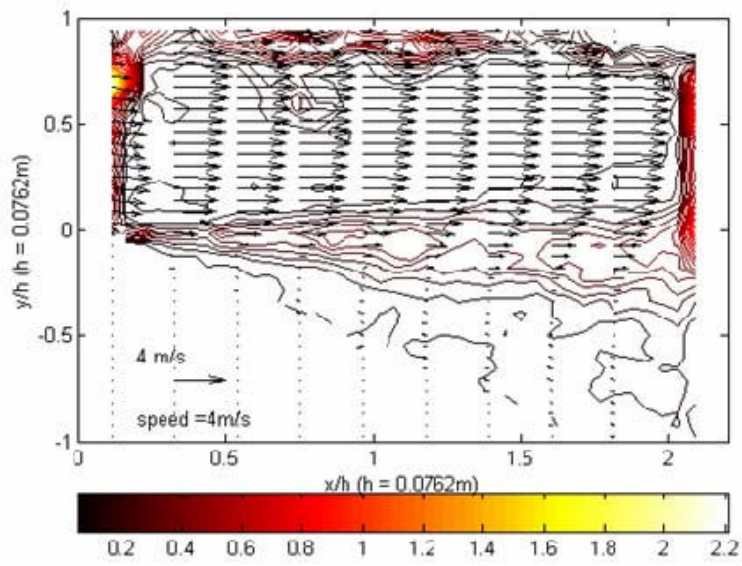 1
0.5
0
-0.5
-1
y/h (h = 0.0762m)
4 m/s
speed =4m/s
0 0.5 1 1.5 2
x/h (h = 0.0762m)
0.2 0.4 0.6 0.8 1 1.2 1.4 1.6 1.8 2 2.2